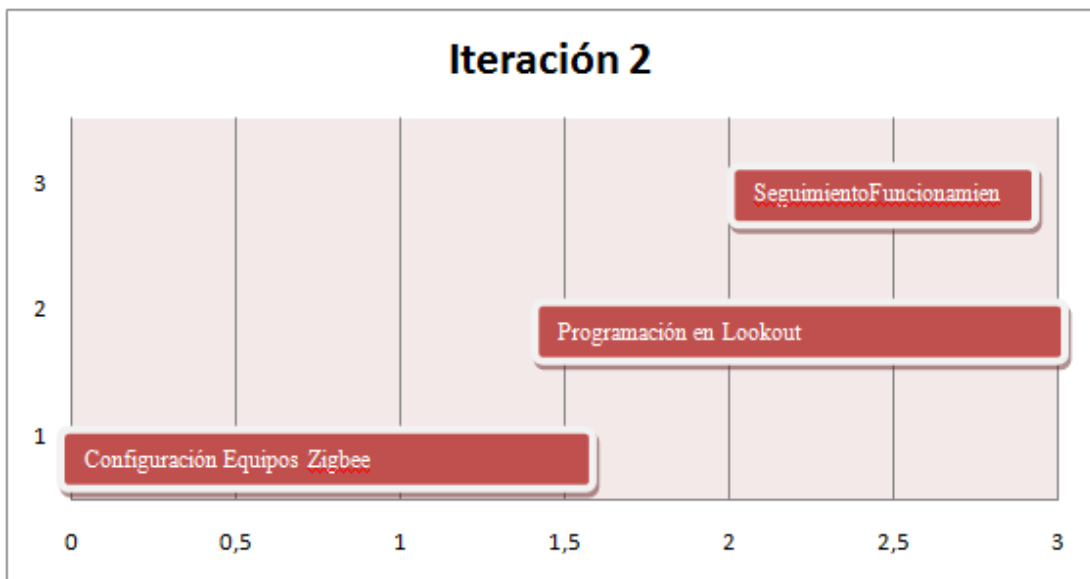 Iteración 2
3
SeguimientoFuncionamien
2
Programación en Lookout
1
Configuración Equipos Zigbee
0 0,5 1 1,5 2 2,5 3